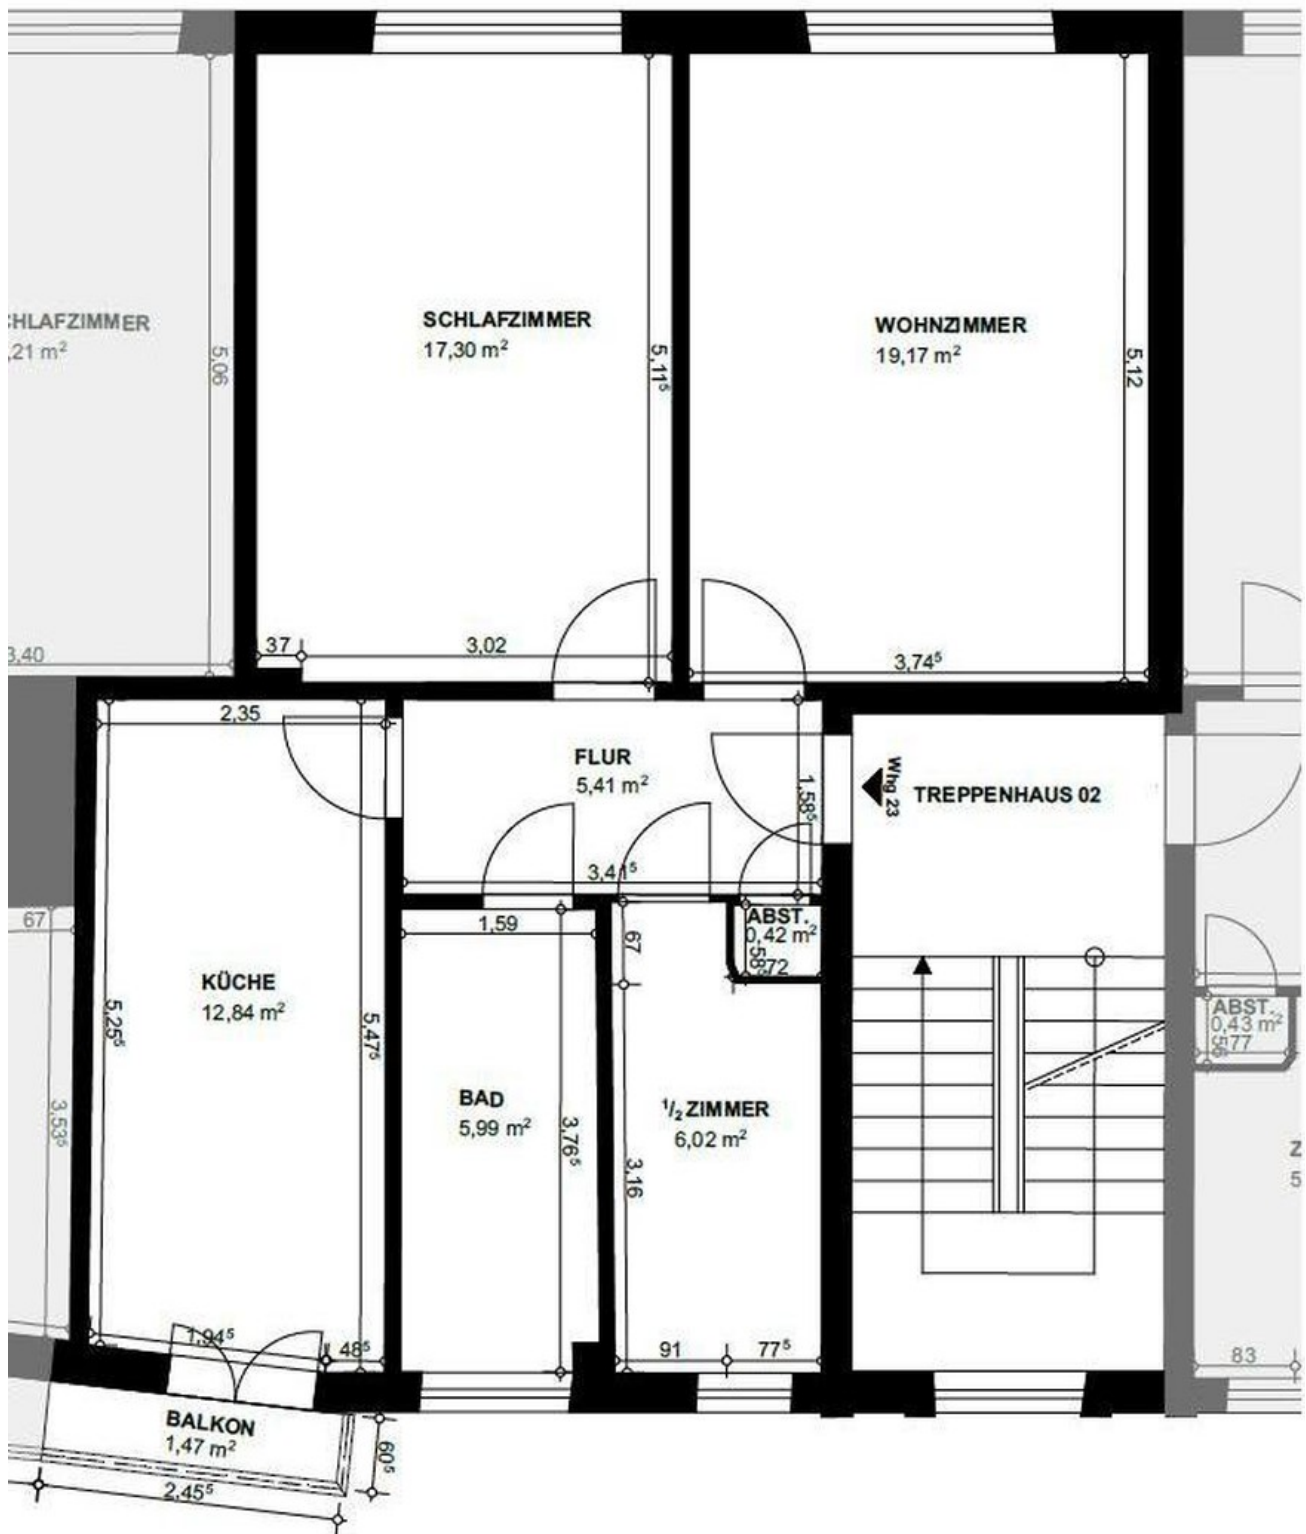 HLAFZIMMER
,21 m²
5,06
3,40
SCHLAFZIMMER
17,30 m²
5,11⁵
37
3,02
WOHNZIMMER
19,17 m²
5,12
3,74⁵
2,35
FLUR
5,41 m²
1,58⁵
3,41⁵
Whg 23
TREPPENHAUS 02
67
KÜCHE
12,84 m²
5,25⁵
5,47⁵
3,53⁵
1,59
BAD
5,99 m²
3,76⁵
67
ABST.
0,42 m²
58⁵
72
½ ZIMMER
6,02 m²
3,16
91
77⁵
ABST.
0,43 m²
56
77
Z
5
83
1,94⁵
48⁵
BALKON
1,47 m²
60⁵
2,45⁵